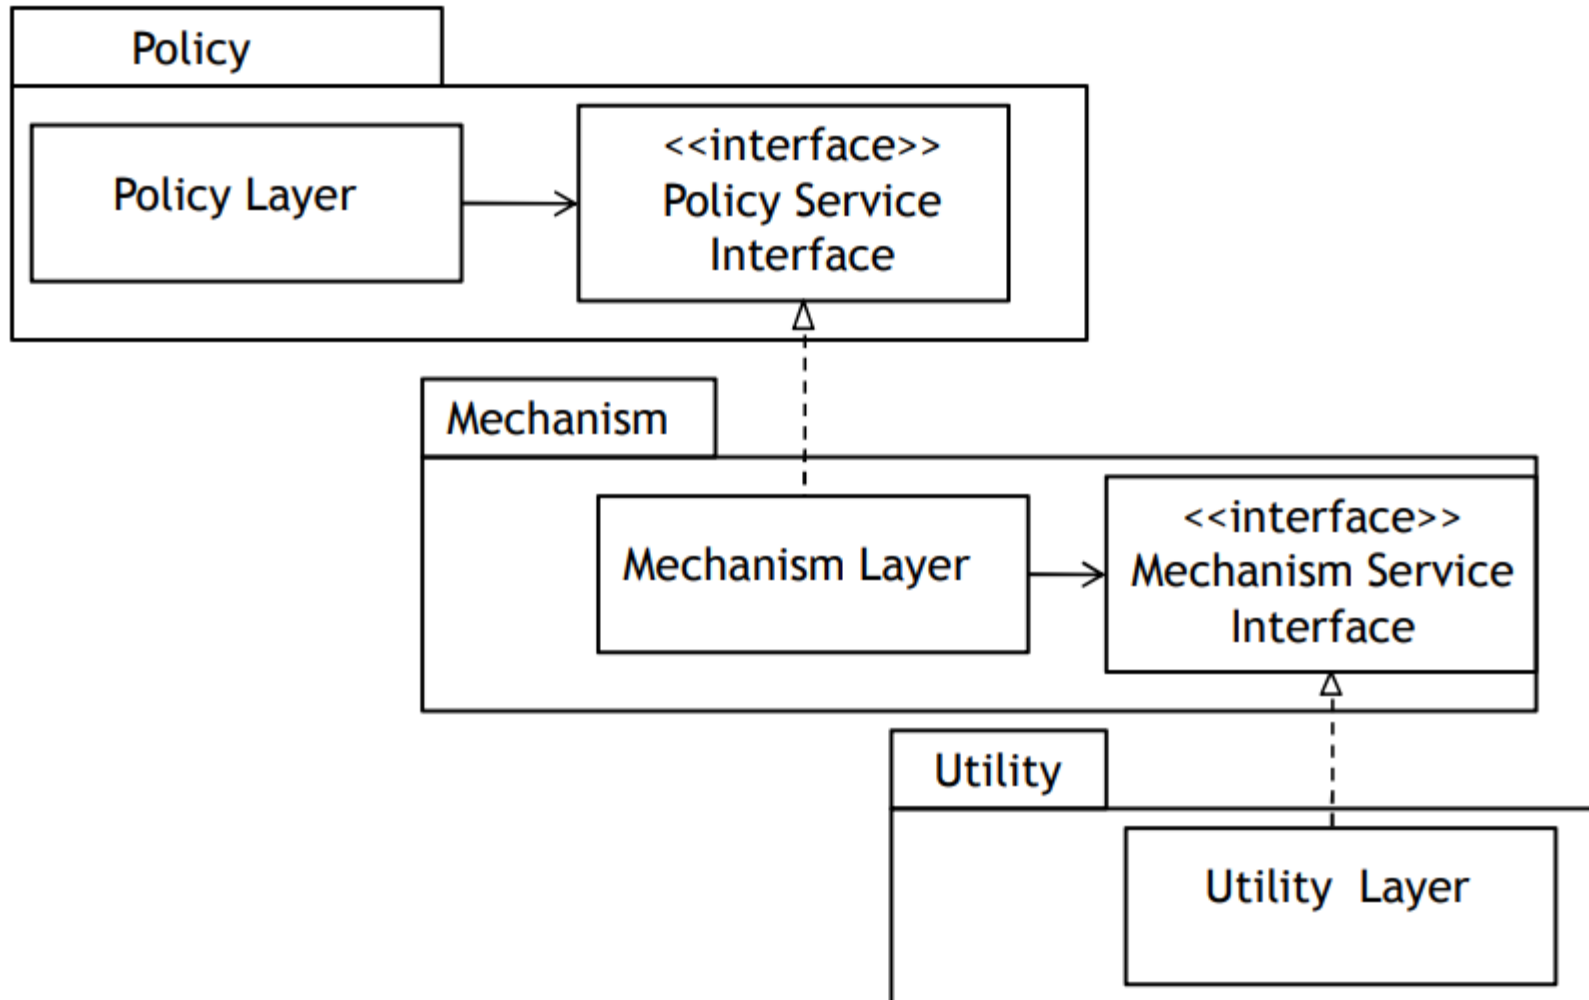 Policy
Policy Layer
<<interface>>
Policy Service
Interface
Mechanism
Mechanism Layer
<<interface>>
Mechanism Service
Interface
Utility
Utility Layer